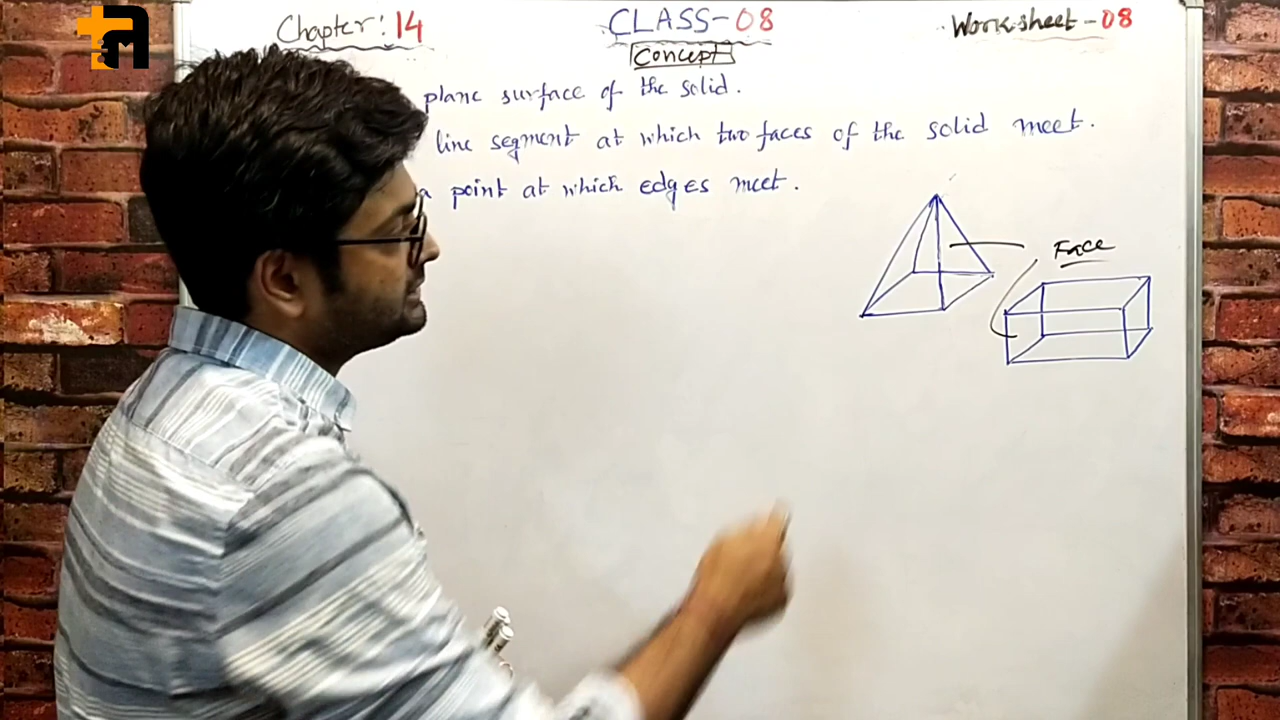 Chapter: 14
CLASS-08
Worksheet-08
Concept
plane surface of the solid.
line segment at which two faces of the solid meet.
a point at which edges meet.
Face